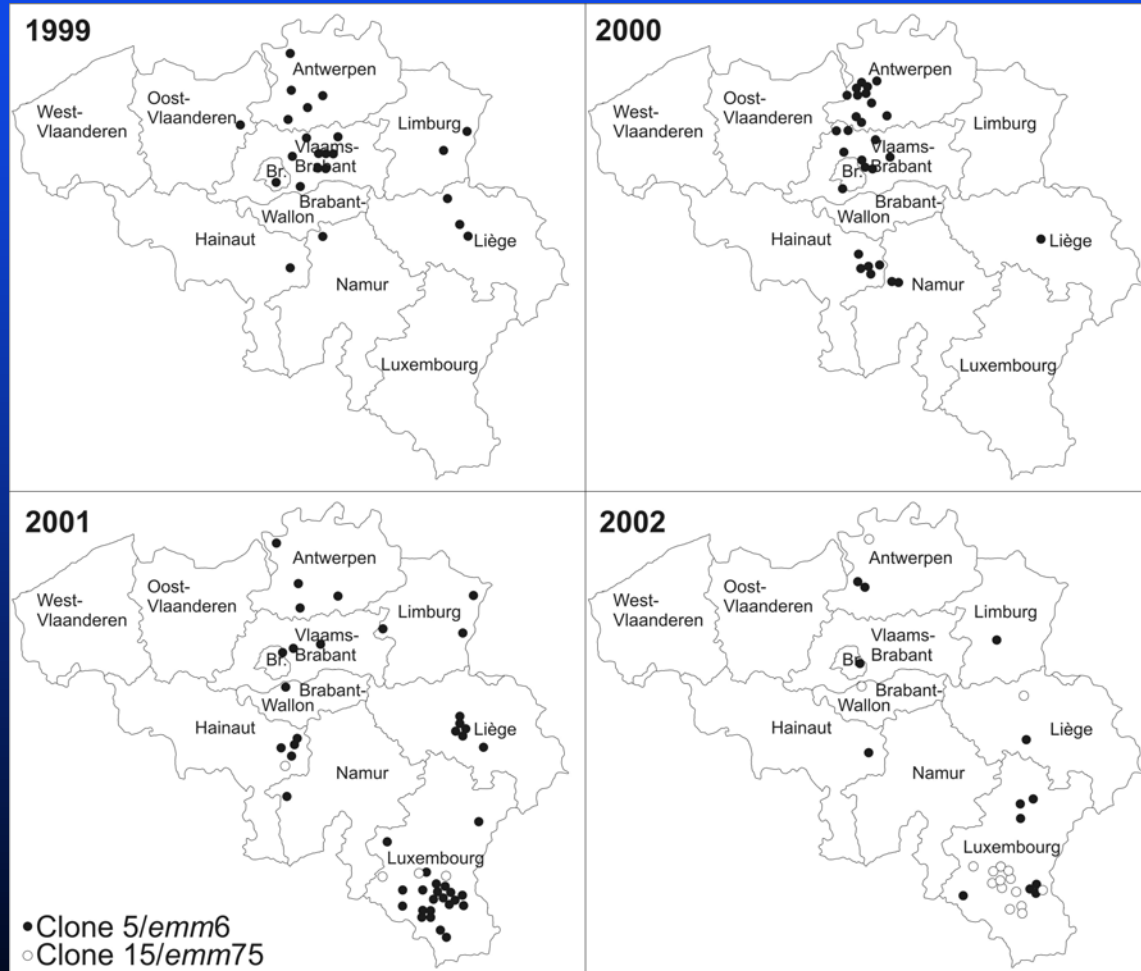 1999
Antwerpen
West-
Vlaanderen
Oost-
Vlaanderen
Limburg
Vlaams-
Brabant
Br.
Brabant-
Wallon
Hainaut
Liège
Namur
Luxembourg
2000
Antwerpen
West-
Vlaanderen
Oost-
Vlaanderen
Limburg
Vlaams-
Brabant
Br.
Brabant-
Wallon
Hainaut
Liège
Namur
Luxembourg
2001
Antwerpen
West-
Vlaanderen
Oost-
Vlaanderen
Limburg
Vlaams-
Brabant
Br.
Brabant-
Wallon
Hainaut
Liège
Namur
Luxembourg
Clone 5/emm6
Clone 15/emm75
2002
Antwerpen
West-
Vlaanderen
Oost-
Vlaanderen
Limburg
Vlaams-
Brabant
Br.
Brabant-
Wallon
Hainaut
Liège
Namur
Luxembourg